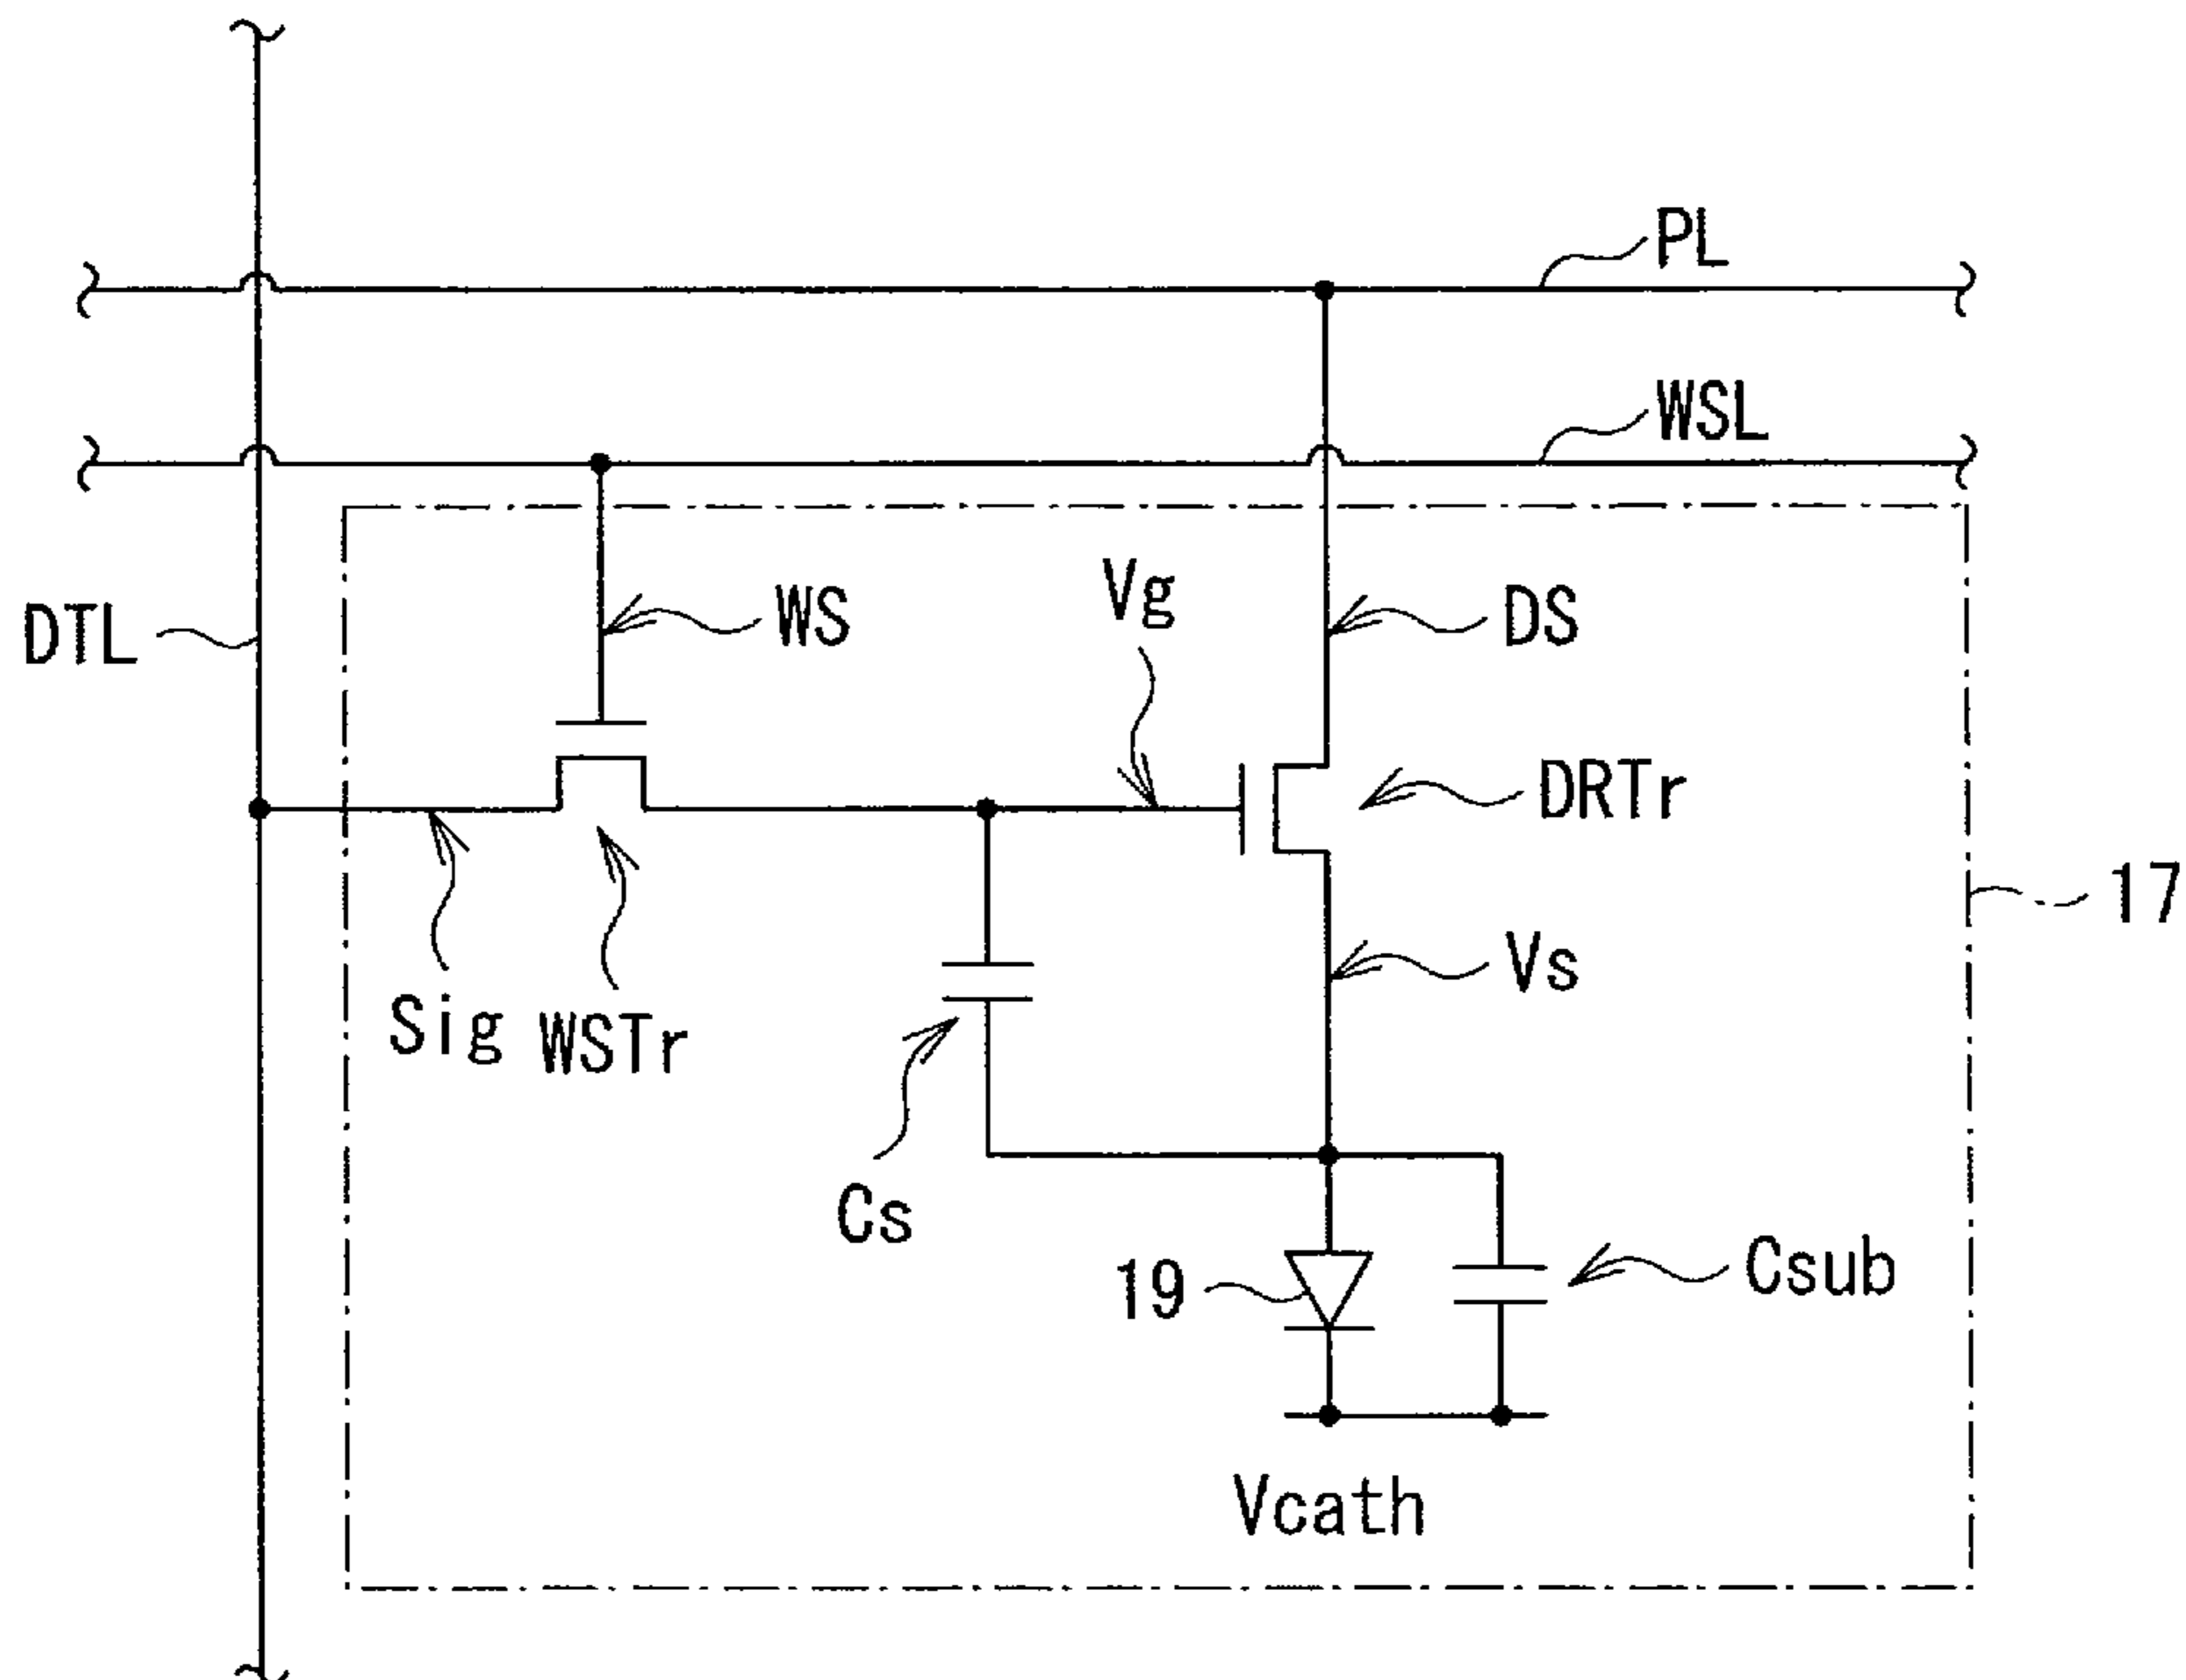 PL
WSL
DTL
WS
Vg
DS
DRTr
17
Vs
Sig
WSTr
Cs
19
Csub
Vcath